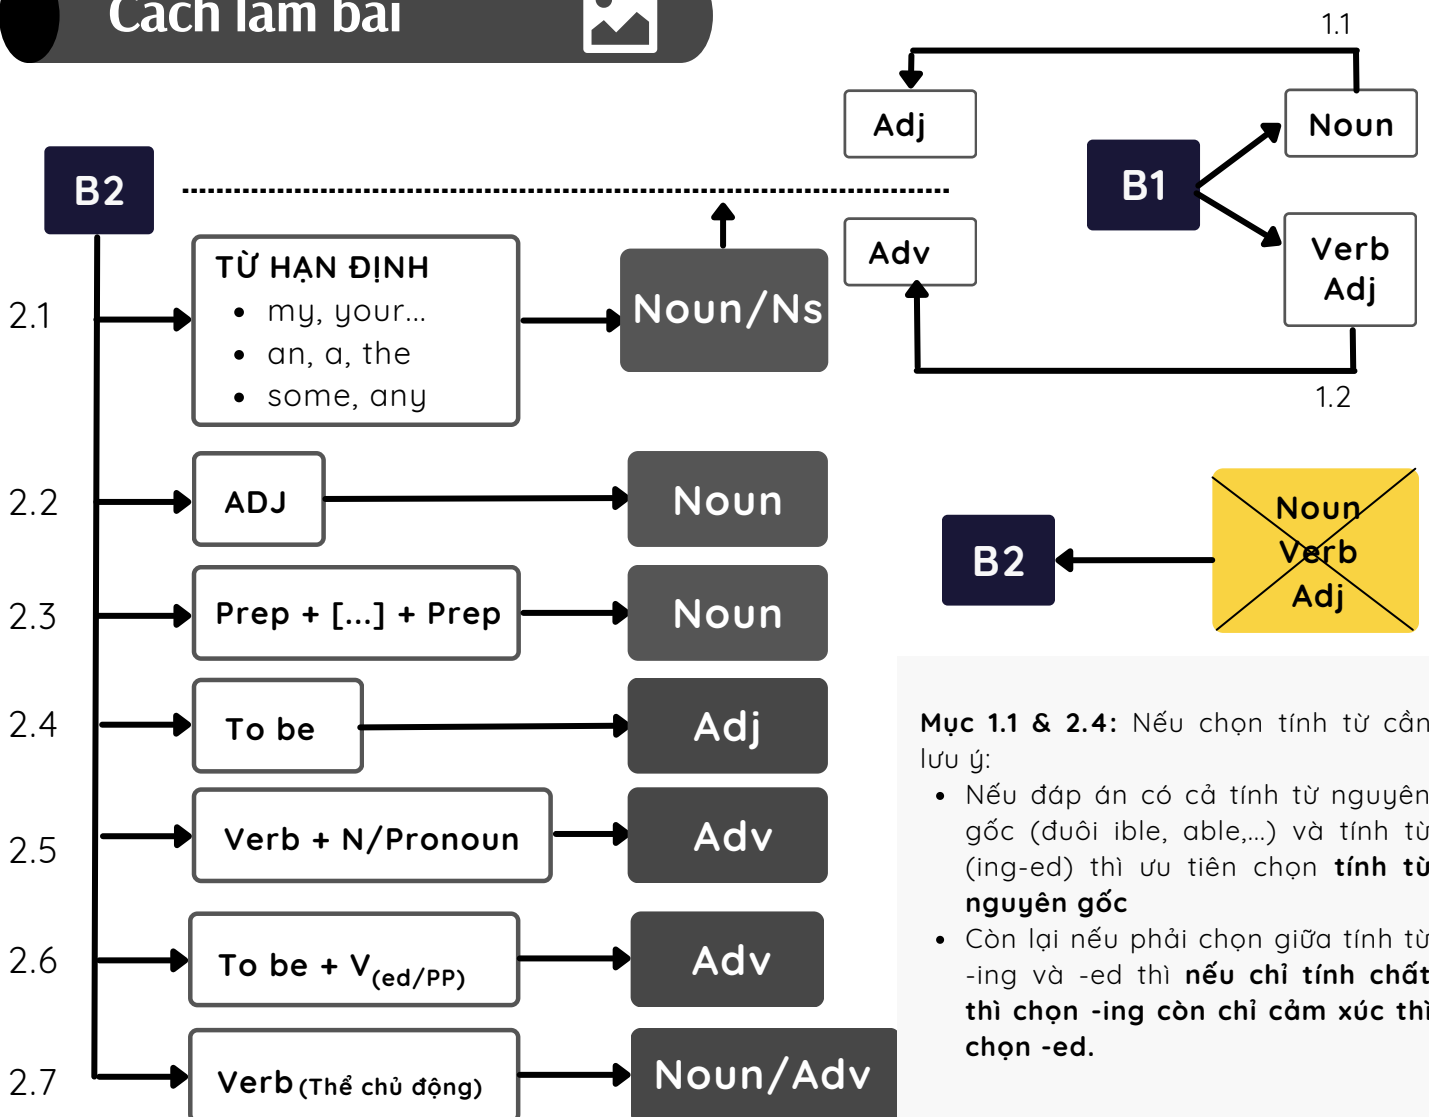 Cách làm bài
1.1
Adj
Noun
B1
Adv
Verb
Adj
1.2
B2
2.1
TỪ HẠN ĐỊNH
• my, your...
• an, a, the
• some, any
Noun/Ns
2.2
ADJ
Noun
2.3
Prep + [...] + Prep
Noun
2.4
To be
Adj
2.5
Verb + N/Pronoun
Adv
2.6
To be + V(ed/PP)
Adv
2.7
Verb (Thể chủ động)
Noun/Adv
B2
Noun
Verb
Adj
Mục 1.1 & 2.4: Nếu chọn tính từ cần
lưu ý:
• Nếu đáp án có cả tính từ nguyên
gốc (đuôi ible, able,...) và tính từ
(ing-ed) thì ưu tiên chọn tính từ
nguyên gốc
• Còn lại nếu phải chọn giữa tính từ
-ing và -ed thì nếu chỉ tính chất
thì chọn -ing còn chỉ cảm xúc thì
chọn -ed.